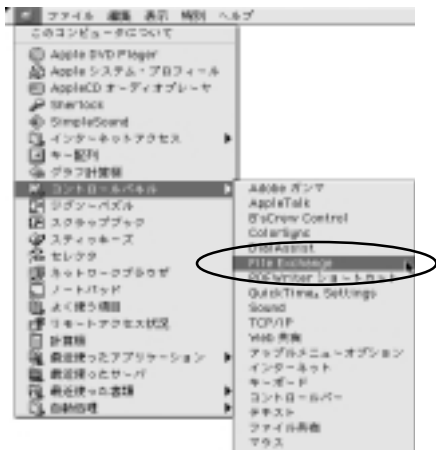 ファイル 編集 表示 特別 ヘルプ
このコンピュータについて
Apple DVD Player
Apple システム・プロフィール
AppleCD オーディオプレーヤ
Sherlock
SimpleSound
インターネットアクセス
キー配列
グラフ計算機
コントロールパネル
ジグソーパズル
スクラップブック
スティッキーズ
セレクタ
ネットワークブラウザ
ノートパッド
よく使う項目
リモートアクセス状況
計算機
最近使ったアプリケーション
最近使ったサーバ
最近使った書類
自動処理
Adobe ガンマ
AppleTalk
B'sCrew Control
ColorSync
DialAssist
File Exchange
PDFWriter ショートカット
QuickTime™ Settings
Sound
TCP/IP
Web 共有
アップルメニューオプション
インターネット
キーボード
コントロールバー
テキスト
ファイル共有
マウス